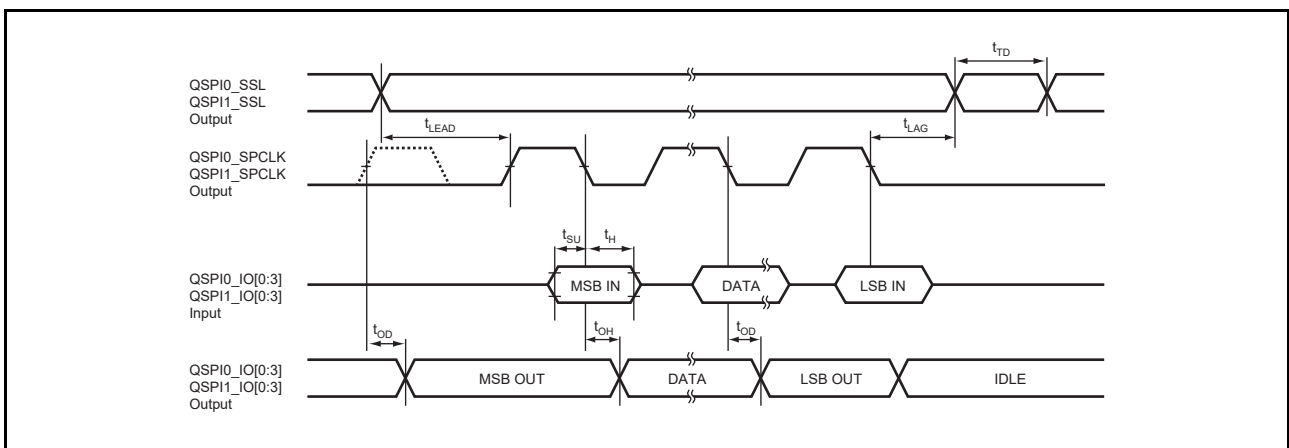 t_TD
QSPI0_SSL
QSPI1_SSL
Output
t_LEAD
t_LAG
QSPI0_SPCLK
QSPI1_SPCLK
Output
t_SU
t_H
QSPI0_IO[0:3]
QSPI1_IO[0:3]
Input
MSB IN
DATA
LSB IN
t_OD
t_OH
t_OD
QSPI0_IO[0:3]
QSPI1_IO[0:3]
Output
MSB OUT
DATA
LSB OUT
IDLE